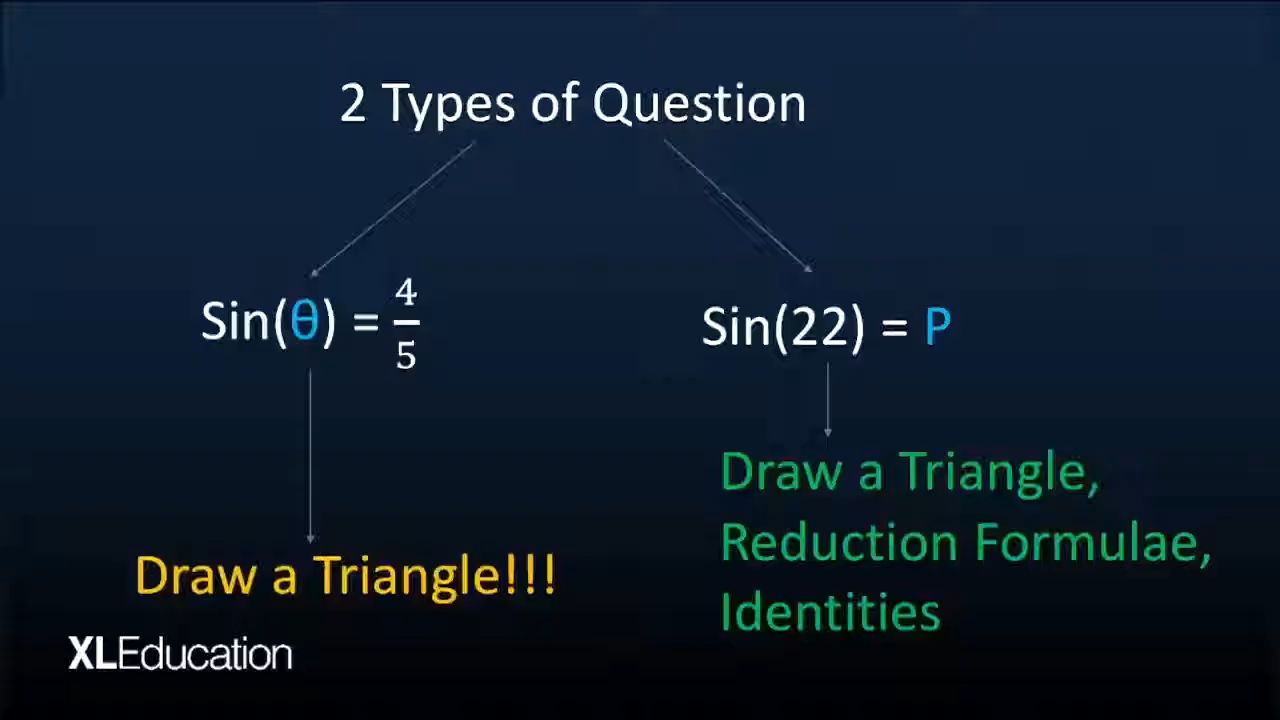 2 Types of Question
Sin(θ) = 4/5
Sin(22) = P
Draw a Triangle!!!
Draw a Triangle,
Reduction Formulae,
Identities
XLEducation